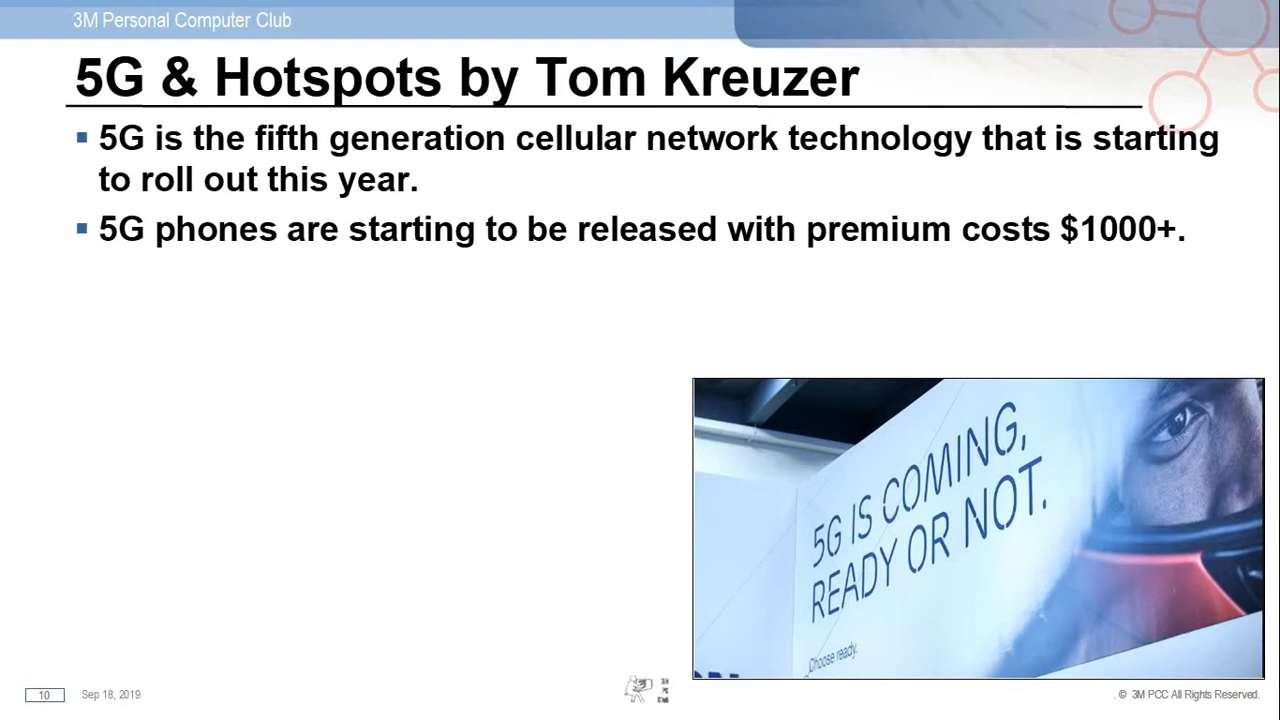 3M Personal Computer Club
5G & Hotspots by Tom Kreuzer
▪ 5G is the fifth generation cellular network technology that is starting
to roll out this year.
▪ 5G phones are starting to be released with premium costs $1000+.
5G IS COMING,
READY OR NOT.
Choose ready.
10
Sep 18, 2019
. © 3M PCC All Rights Reserved.